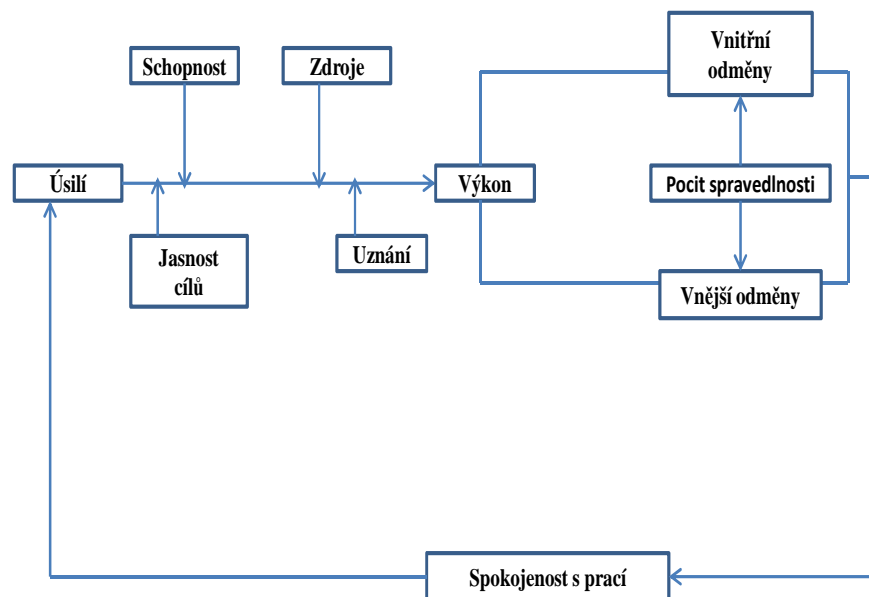 Schopnost
Zdroje
Vnitřní
odměny
Úsilí
Výkon
Pocit spravedlnosti
Jasnost
cílů
Uznání
Vnější odměny
Spokojenost s prací